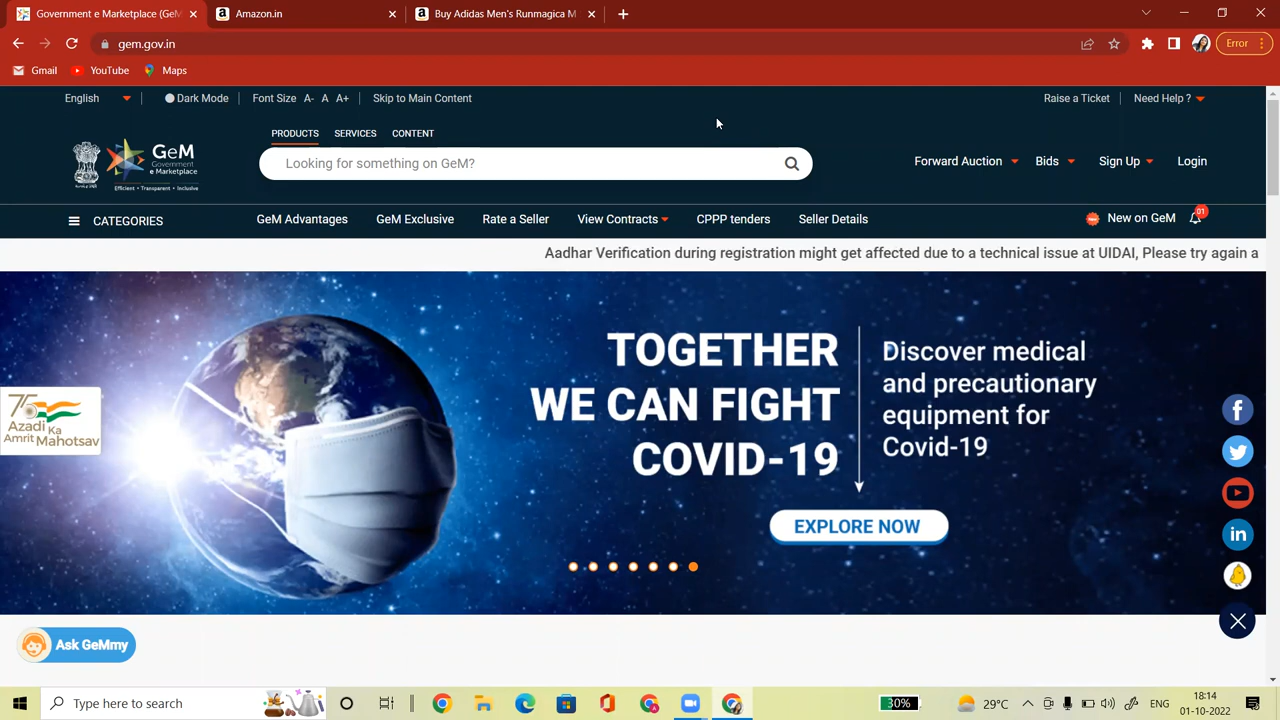 Government e Marketplace (GeM
Amazon.in
Buy Adidas Men's Runmagica M
gem.gov.in
Error
Gmail
YouTube
Maps
English
Dark Mode
Font Size A- A A+
Skip to Main Content
Raise a Ticket
Need Help ?
PRODUCTS SERVICES CONTENT
GeM
Government
e Marketplace
Efficient • Transparent • Inclusive
Looking for something on GeM?
Forward Auction
Bids
Sign Up
Login
CATEGORIES
GeM Advantages
GeM Exclusive
Rate a Seller
View Contracts
CPPP tenders
Seller Details
New on GeM
01
Aadhar Verification during registration might get affected due to a technical issue at UIDAI, Please try again a
TOGETHER
WE CAN FIGHT
COVID-19
Discover medical
and precautionary
equipment for
Covid-19
EXPLORE NOW
75
Azadi Ka
Amrit Mahotsav
Ask GeMmy
Type here to search
30%
29°C
ENG
18:14
01-10-2022